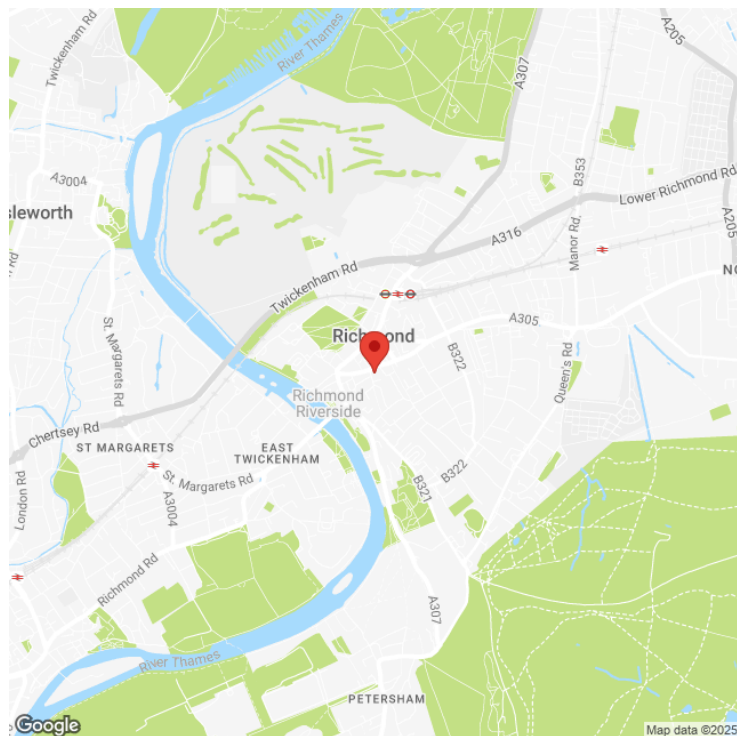 Twickenham Rd
River Thames
A307
A205
A3004
sleworth
B353
Lower Richmond Rd
A205
Manor Rd.
A316
Twickenham Rd
NO
St. Margarets Rd
Richmond
A305
B322
Queen's Rd
Richmond
Riverside
Chertsey Rd
ST MARGARETS
EAST
TWICKENHAM
London Rd
St. Margarets Rd
A3004
B321
B322
Richmond Rd
A307
River Thames
PETERSHAM
Google
Map data ©2025